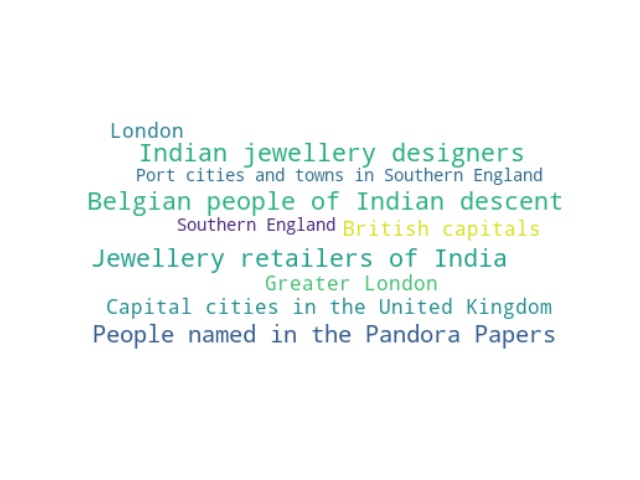 London
Indian jewellery designers
Port cities and towns in Southern England
Belgian people of Indian descent
Southern England
British capitals
Jewellery retailers of India
Greater London
Capital cities in the United Kingdom
People named in the Pandora Papers